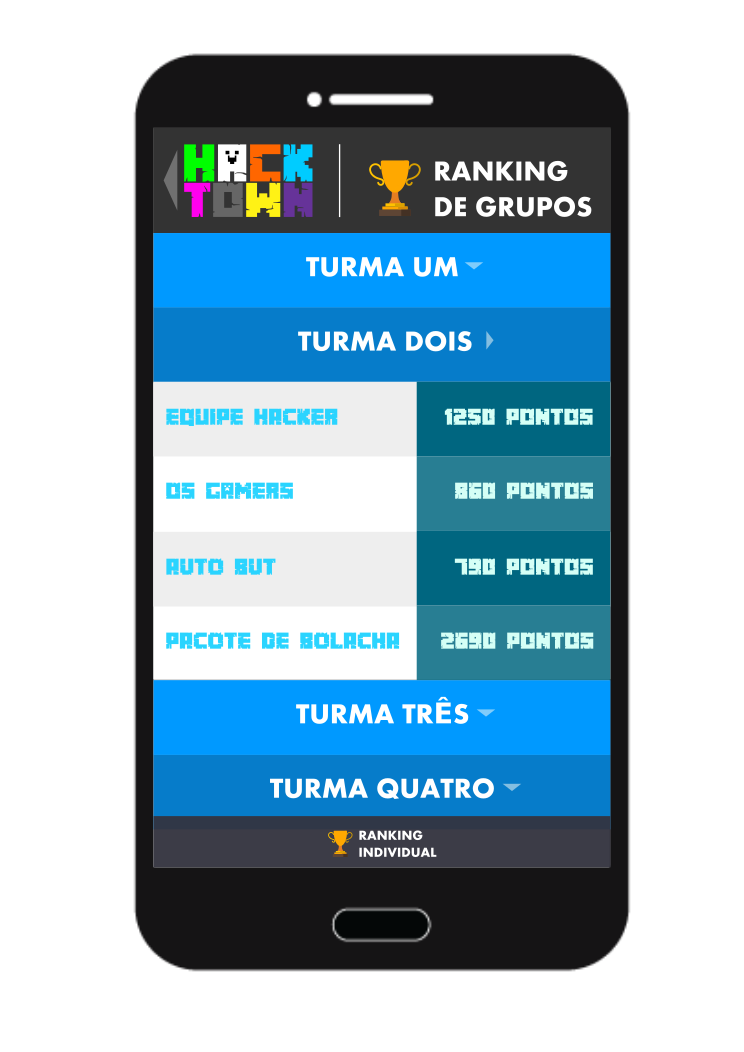 HACK
TOWN
RANKING
DE GRUPOS
TURMA UM
TURMA DOIS
EQUIPE HACKER 1250 PONTOS
OS GAMERS 860 PONTOS
AUTO BUT 790 PONTOS
PACOTE DE BOLACHA 2690 PONTOS
TURMA TRÊS
TURMA QUATRO
RANKING
INDIVIDUAL